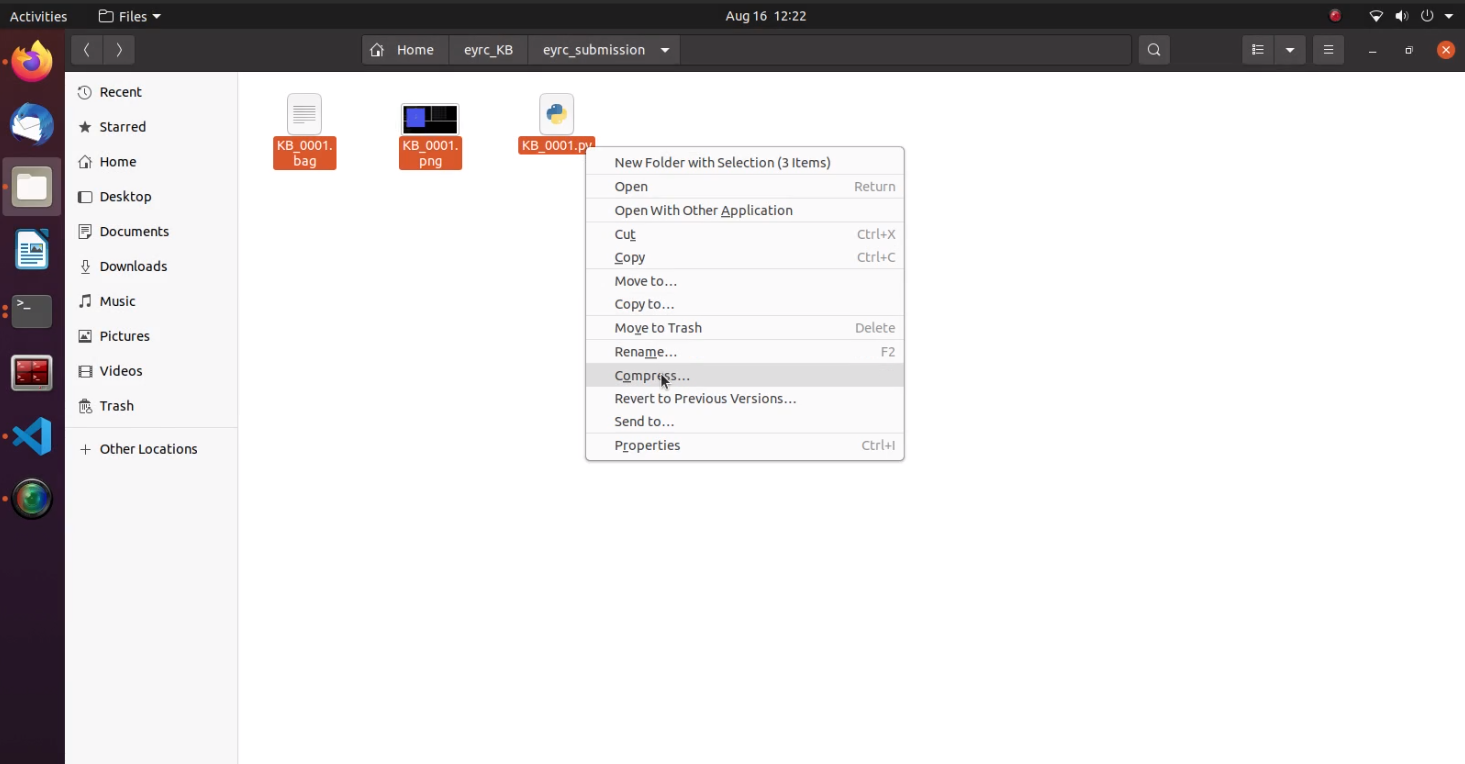 Activities
Files
Aug 16 12:22
Home
eyrc_KB
eyrc_submission
Recent
Starred
Home
Desktop
Documents
Downloads
Music
Pictures
Videos
Trash
+ Other Locations
KB_0001.
bag
KB_0001.
png
KB_0001.py
New Folder with Selection (3 Items)
Open Return
Open With Other Application
Cut Ctrl+X
Copy Ctrl+C
Move to…
Copy to…
Move to Trash Delete
Rename… F2
Compress…
Revert to Previous Versions…
Send to…
Properties Ctrl+I